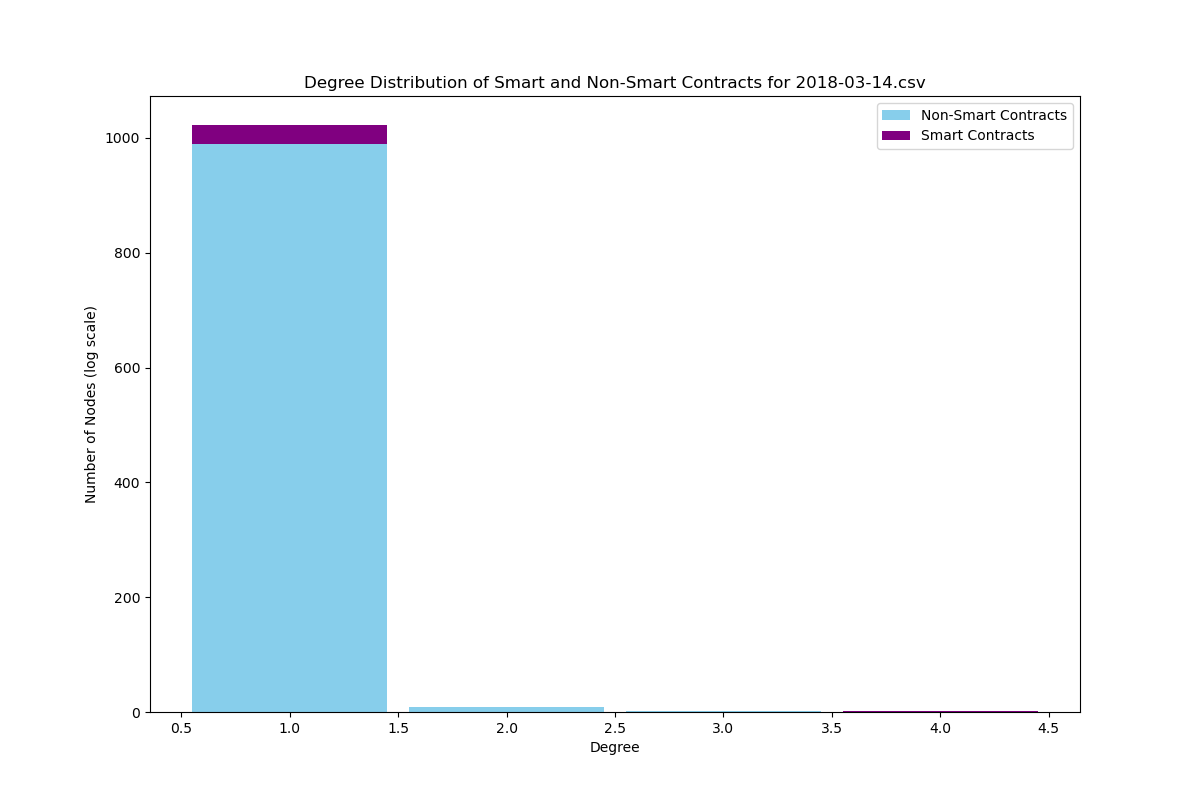 Degree Distribution of Smart and Non-Smart Contracts for 2018-03-14.csv
Non-Smart Contracts
Smart Contracts
1000
800
600
400
200
0
Number of Nodes (log scale)
0.5 1.0 1.5 2.0 2.5 3.0 3.5 4.0 4.5
Degree